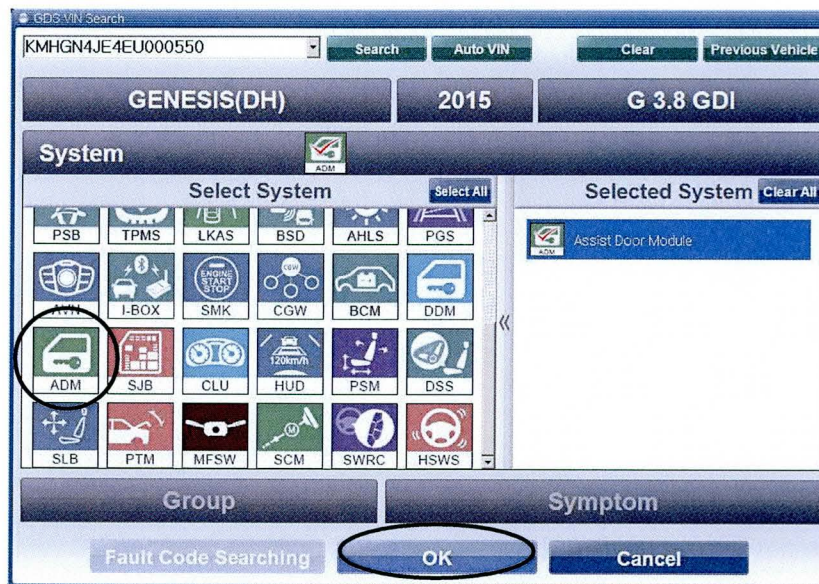 GDS VIN Search
KMHGN4JE4EU000550 Search Auto VIN Clear Previous Vehicle
GENESIS(DH) 2015 G 3.8 GDI
System ADM
Select System Select All Selected System Clear All
PSB TPMS LKAS BSD AHLS PGS
ADM Assist Door Module
ENGINE START STOP CGW
AVN I-BOX SMK CGW BCM DDM
120km/h
ADM SJB CLU HUD PSM DSS
M
SLB PTM MFSW SCM SWRC HSWS
Group Symptom
Fault Code Searching OK Cancel